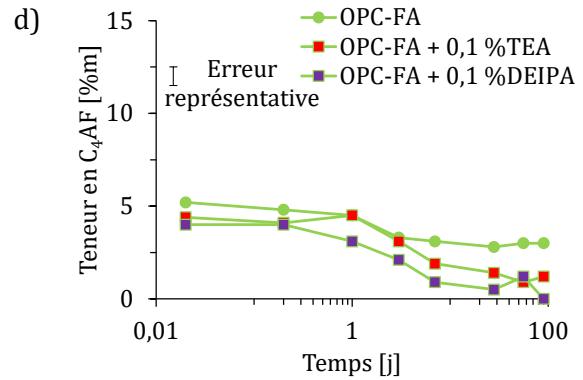 d)
OPC-FA
OPC-FA + 0,1 %TEA
OPC-FA + 0,1 %DEIPA
Erreur
représentative
Teneur en C₄AF [%m]
15
10
5
0
0,01
1
100
Temps [j]